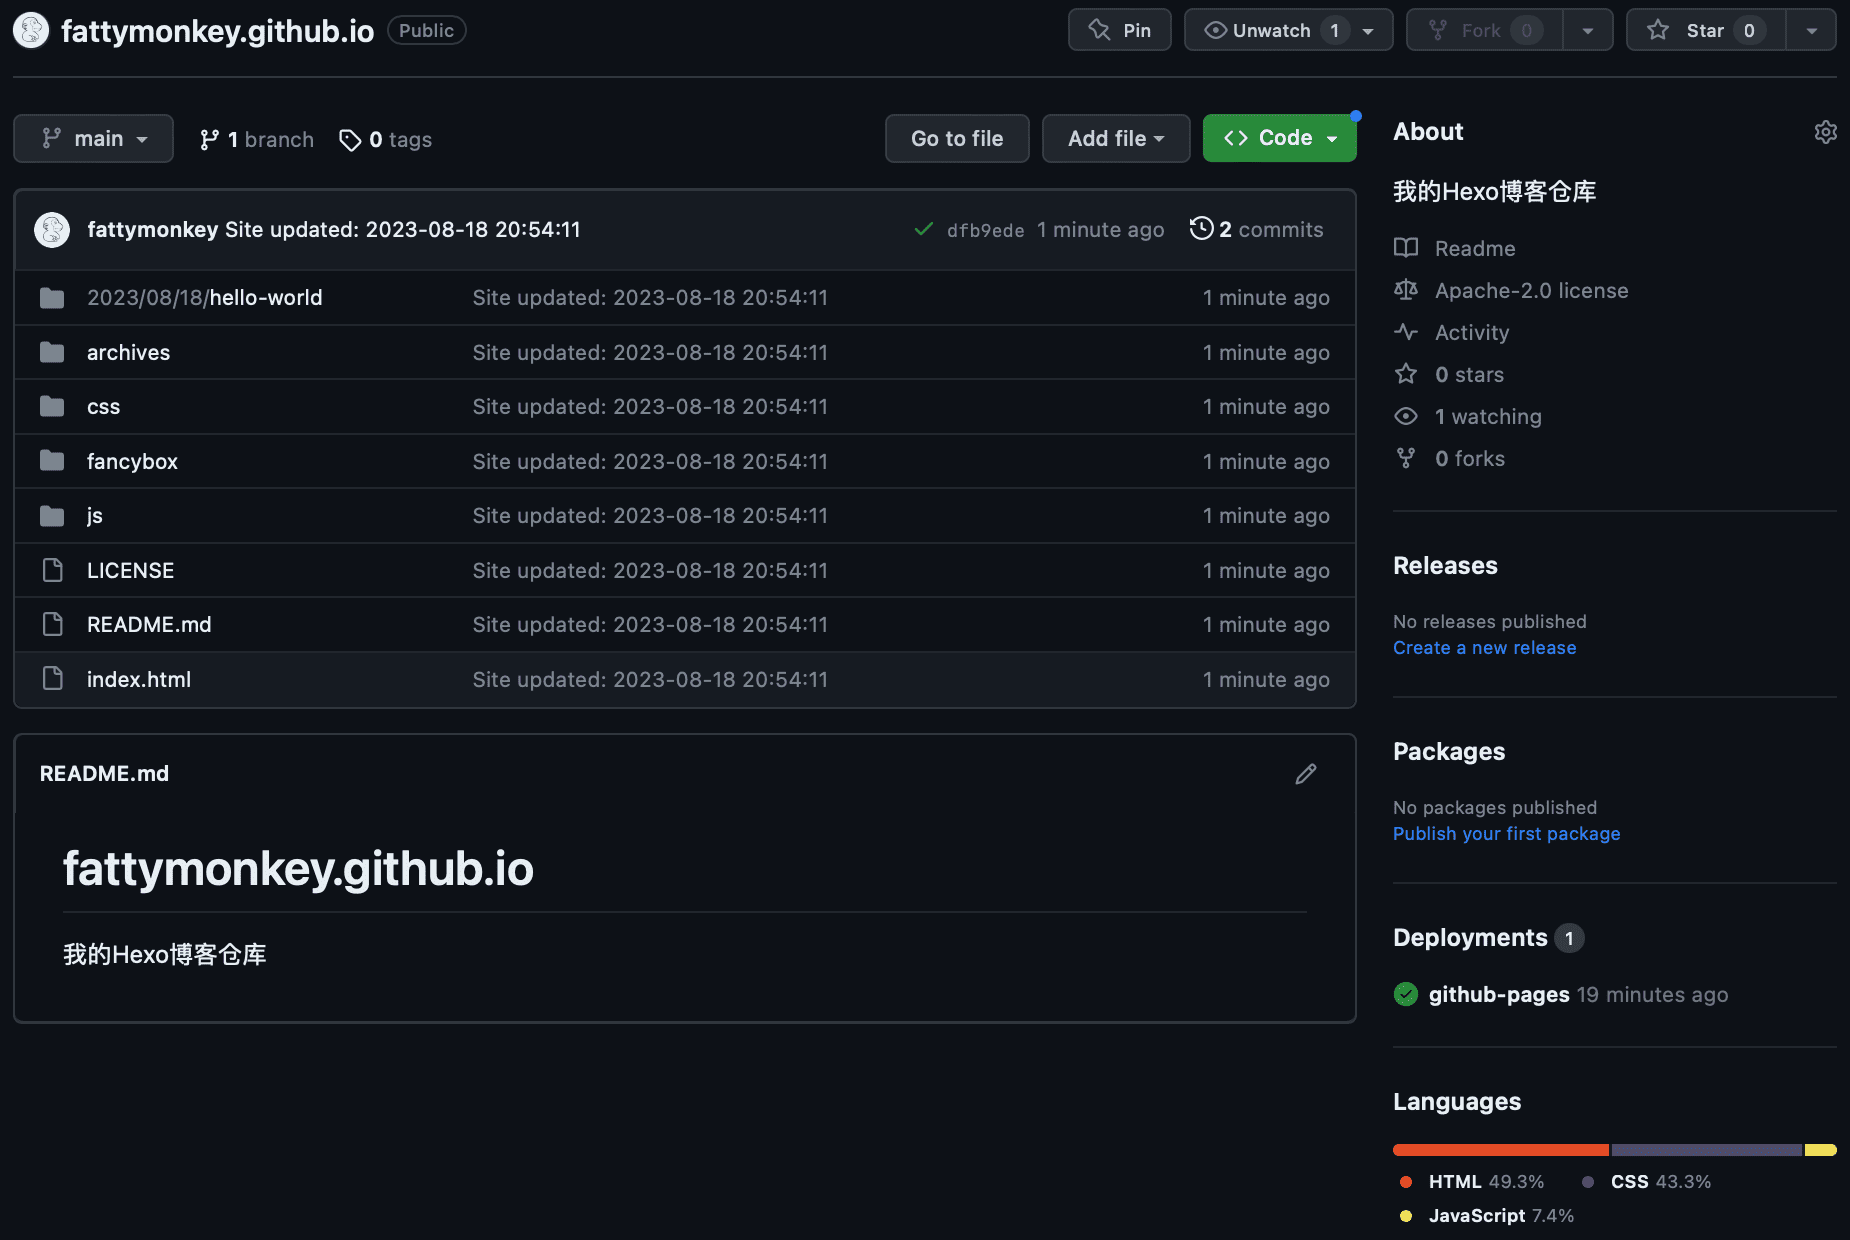 fattymonkey.github.io Public Pin Unwatch 1 Fork 0 Star 0
main 1 branch 0 tags Go to file Add file Code
fattymonkey Site updated: 2023-08-18 20:54:11 dfb9ede 1 minute ago 2 commits
2023/08/18/hello-world Site updated: 2023-08-18 20:54:11 1 minute ago
archives Site updated: 2023-08-18 20:54:11 1 minute ago
css Site updated: 2023-08-18 20:54:11 1 minute ago
fancybox Site updated: 2023-08-18 20:54:11 1 minute ago
js Site updated: 2023-08-18 20:54:11 1 minute ago
LICENSE Site updated: 2023-08-18 20:54:11 1 minute ago
README.md Site updated: 2023-08-18 20:54:11 1 minute ago
index.html Site updated: 2023-08-18 20:54:11 1 minute ago
README.md
fattymonkey.github.io
我的Hexo博客仓库
About
我的Hexo博客仓库
Readme
Apache-2.0 license
Activity
0 stars
1 watching
0 forks
Releases
No releases published
Create a new release
Packages
No packages published
Publish your first package
Deployments 1
github-pages 19 minutes ago
Languages
HTML 49.3% CSS 43.3%
JavaScript 7.4%